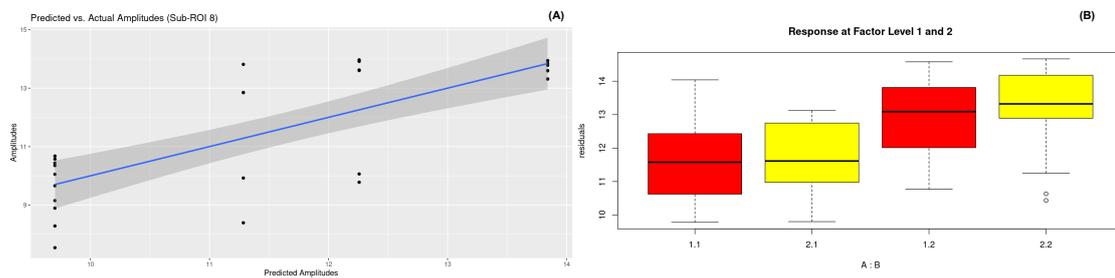 Predicted vs. Actual Amplitudes (Sub-ROI 8)
(A)
15
13
11
9
Amplitudes
10
11
12
13
14
Predicted Amplitudes
(B)
Response at Factor Level 1 and 2
14
13
12
11
10
residuals
1.1
2.1
1.2
2.2
A : B